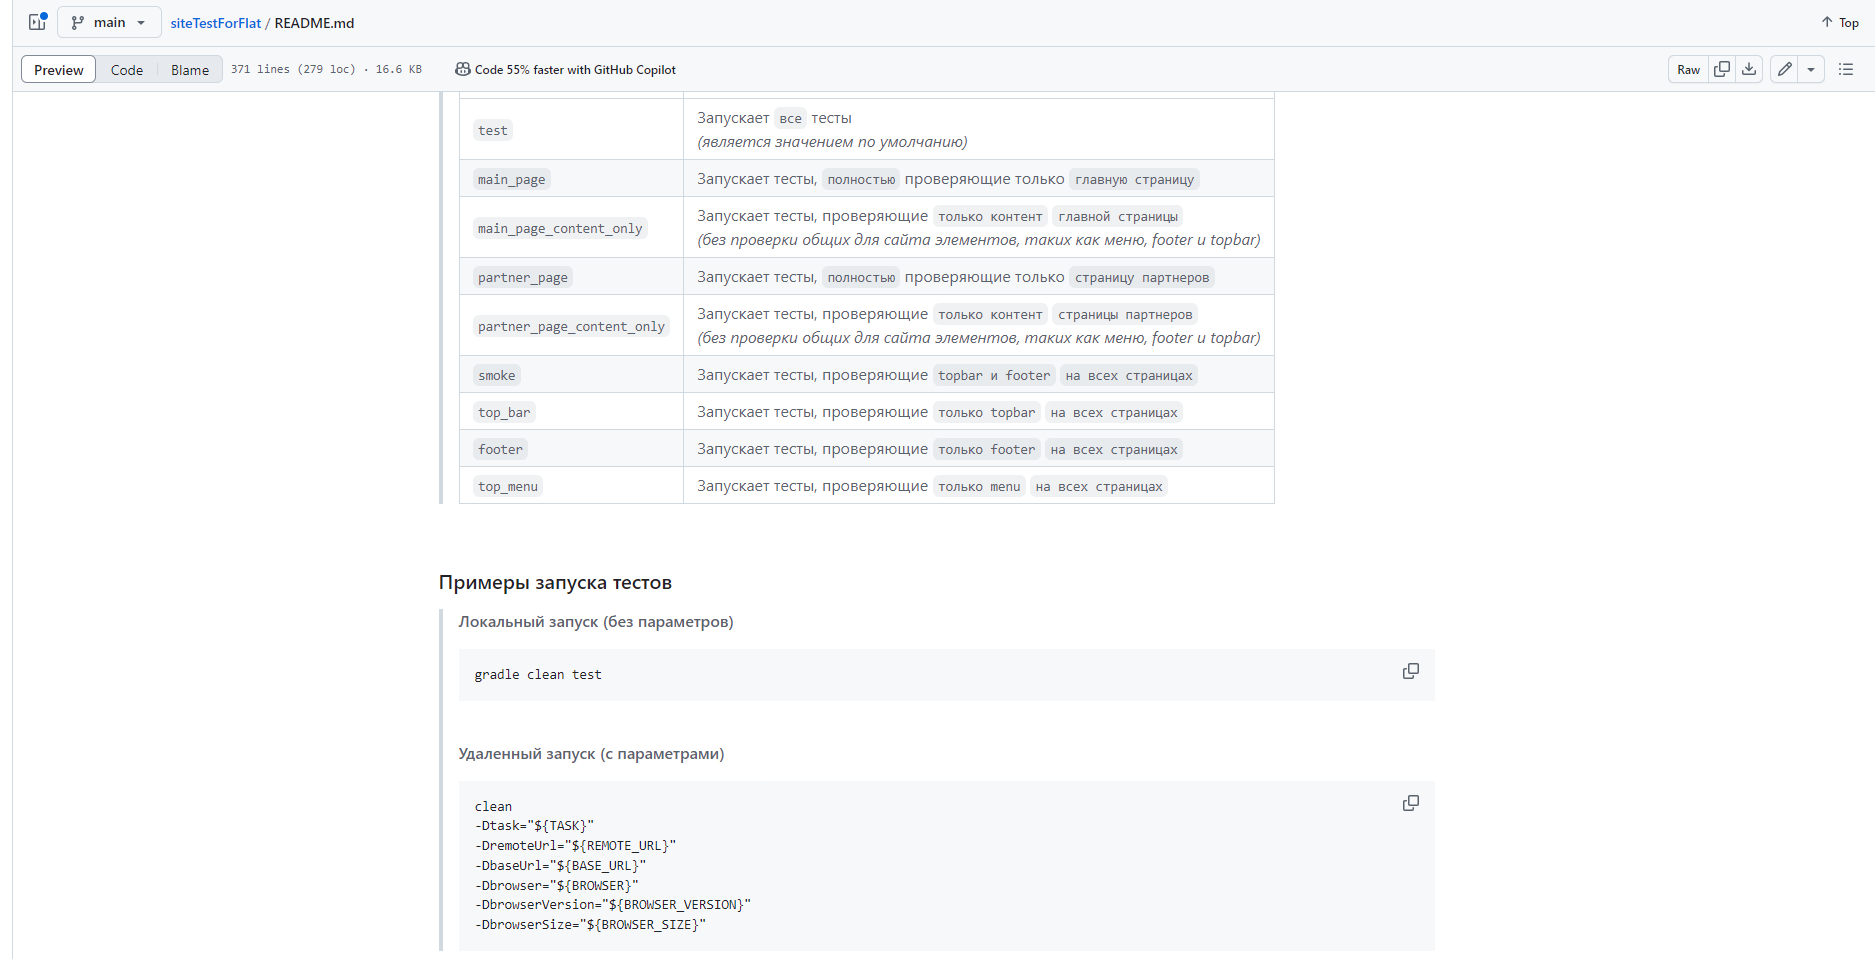 main
siteTestForFlat / README.md
Top
Preview Code Blame 371 lines (279 loc) · 16.6 KB Code 55% faster with GitHub Copilot Raw
test Запускает все тесты
(является значением по умолчанию)
main_page Запускает тесты, полностью проверяющие только главную страницу
main_page_content_only Запускает тесты, проверяющие только контент главной страницы
(без проверки общих для сайта элементов, таких как меню, footer и topbar)
partner_page Запускает тесты, полностью проверяющие только страницу партнеров
partner_page_content_only Запускает тесты, проверяющие только контент страницы партнеров
(без проверки общих для сайта элементов, таких как меню, footer и topbar)
smoke Запускает тесты, проверяющие topbar и footer на всех страницах
top_bar Запускает тесты, проверяющие только topbar на всех страницах
footer Запускает тесты, проверяющие только footer на всех страницах
top_menu Запускает тесты, проверяющие только menu на всех страницах
Примеры запуска тестов
Локальный запуск (без параметров)
gradle clean test
Удаленный запуск (с параметрами)
clean
-Dtask="${TASK}"
-DremoteUrl="${REMOTE_URL}"
-DbaseUrl="${BASE_URL}"
-Dbrowser="${BROWSER}"
-DbrowserVersion="${BROWSER_VERSION}"
-DbrowserSize="${BROWSER_SIZE}"